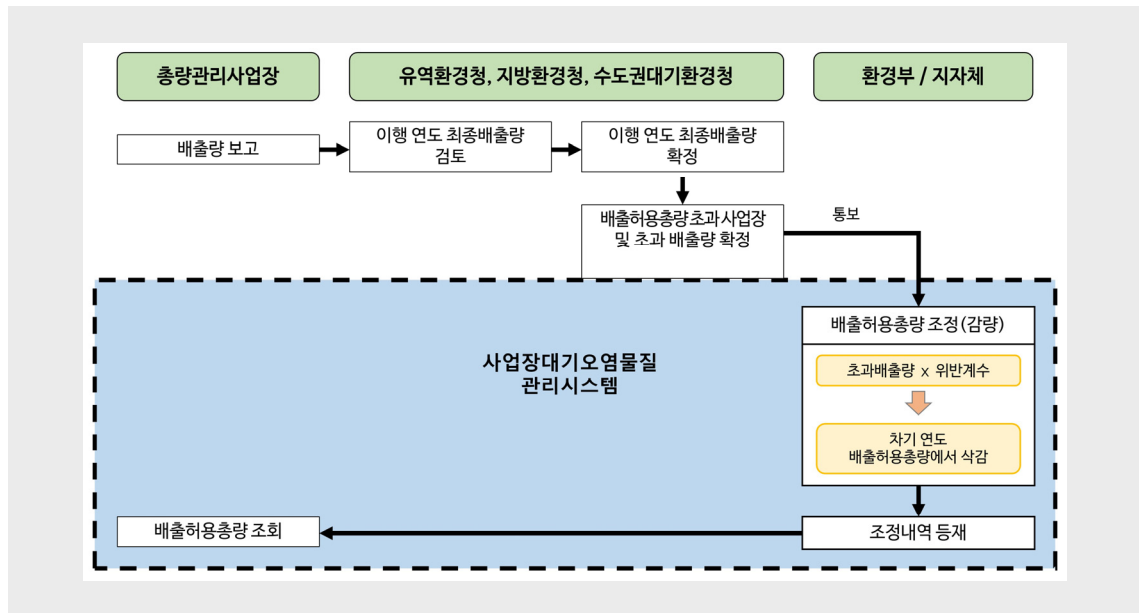 총량관리사업장
유역환경청, 지방환경청, 수도권대기환경청
환경부 / 지자체
배출량 보고
이행 연도 최종배출량
검토
이행 연도 최종배출량
확정
배출허용총량 초과 사업장
및 초과 배출량 확정
통보
배출허용총량 조정(감량)
초과배출량 x 위반계수
차기 연도
배출허용총량에서 삭감
사업장대기오염물질
관리시스템
배출허용총량 조회
조정내역 등재